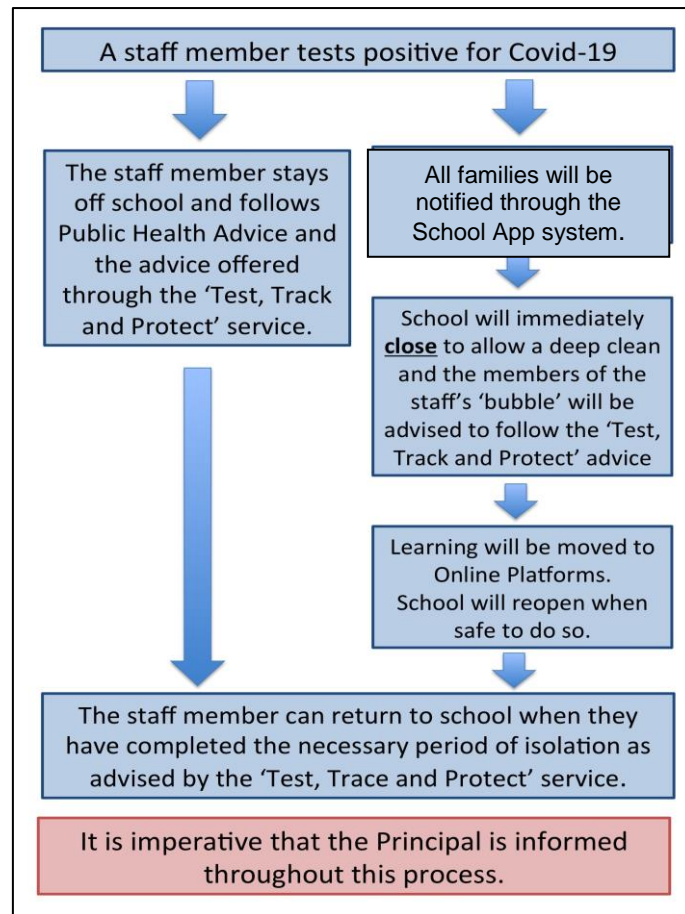 A staff member tests positive for Covid-19
The staff member stays
off school and follows
Public Health Advice and
the advice offered
through the ‘Test, Track
and Protect’ service.
All families will be
notified through the
School App system.
School will immediately
close to allow a deep clean
and the members of the
staff’s ‘bubble’ will be
advised to follow the ‘Test,
Track and Protect’ advice
Learning will be moved to
Online Platforms.
School will reopen when
safe to do so.
The staff member can return to school when they
have completed the necessary period of isolation as
advised by the ‘Test, Trace and Protect’ service.
It is imperative that the Principal is informed
throughout this process.